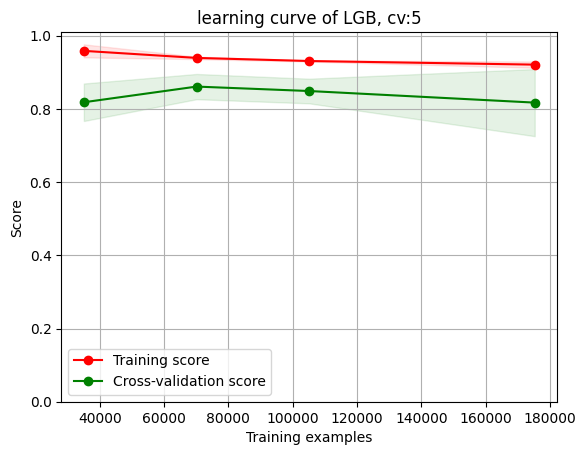 learning curve of LGB, cv:5
1.0
0.8
0.6
0.4
0.2
0.0
Score
Training score
Cross-validation score
40000 60000 80000 100000 120000 140000 160000 180000
Training examples